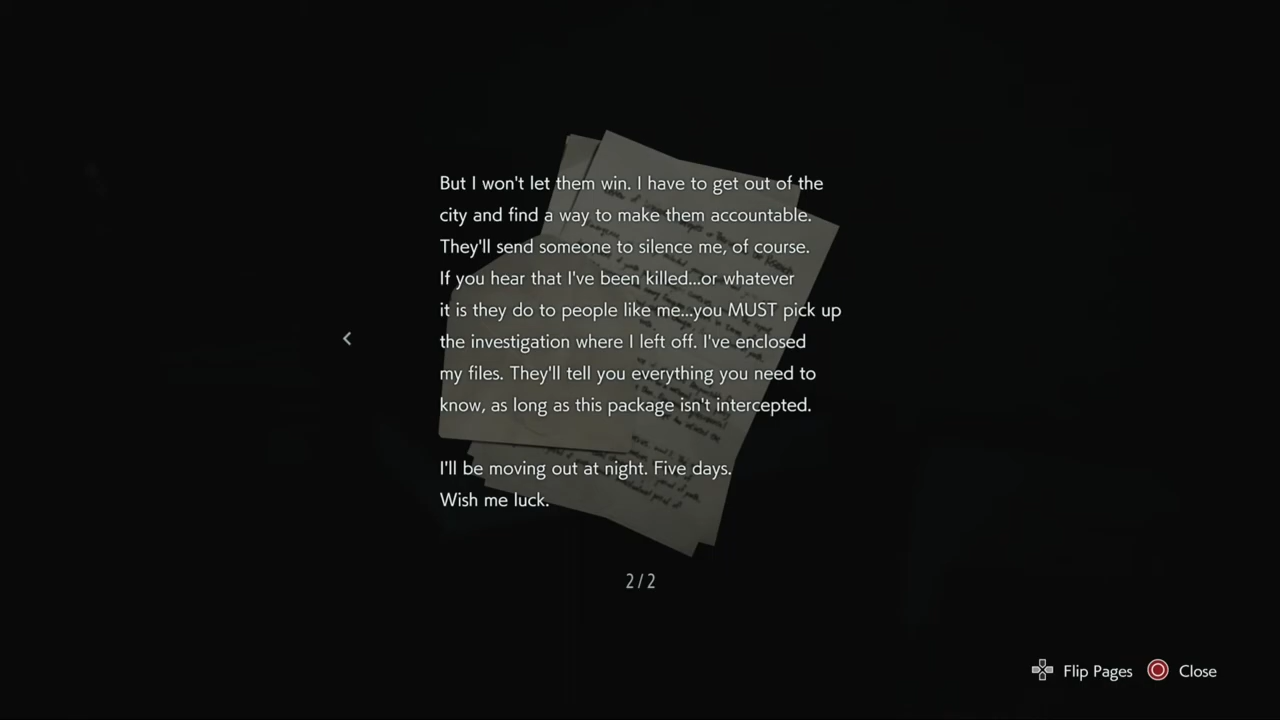 But I won't let them win. I have to get out of the
city and find a way to make them accountable.
They'll send someone to silence me, of course.
If you hear that I've been killed...or whatever
it is they do to people like me...you MUST pick up
the investigation where I left off. I've enclosed
my files. They'll tell you everything you need to
know, as long as this package isn't intercepted.
I'll be moving out at night. Five days.
Wish me luck.
2 / 2
Flip Pages
Close